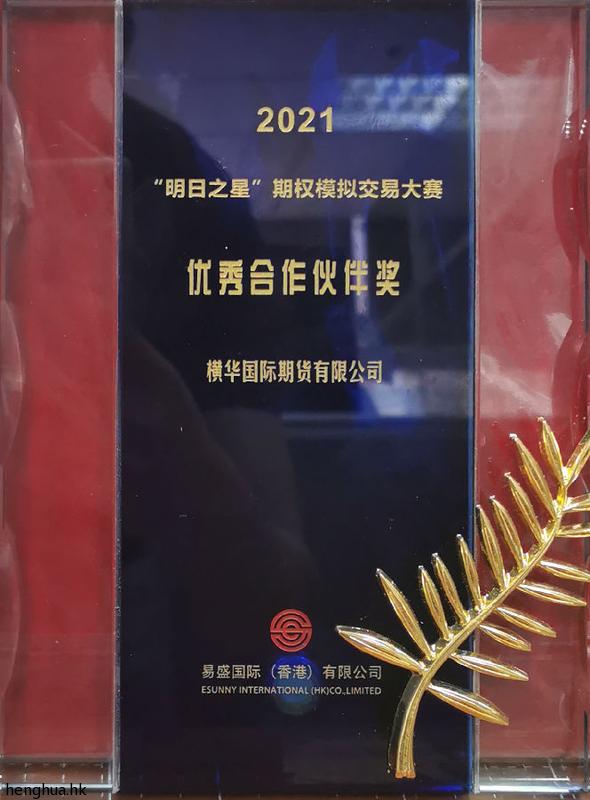 2021
“明日之星”期权模拟交易大赛
优秀合作伙伴奖
横华国际期货有限公司
易盛国际（香港）有限公司
ESUNNY INTERNATIONAL (HK)CO.,LIMITED
henghua.hk